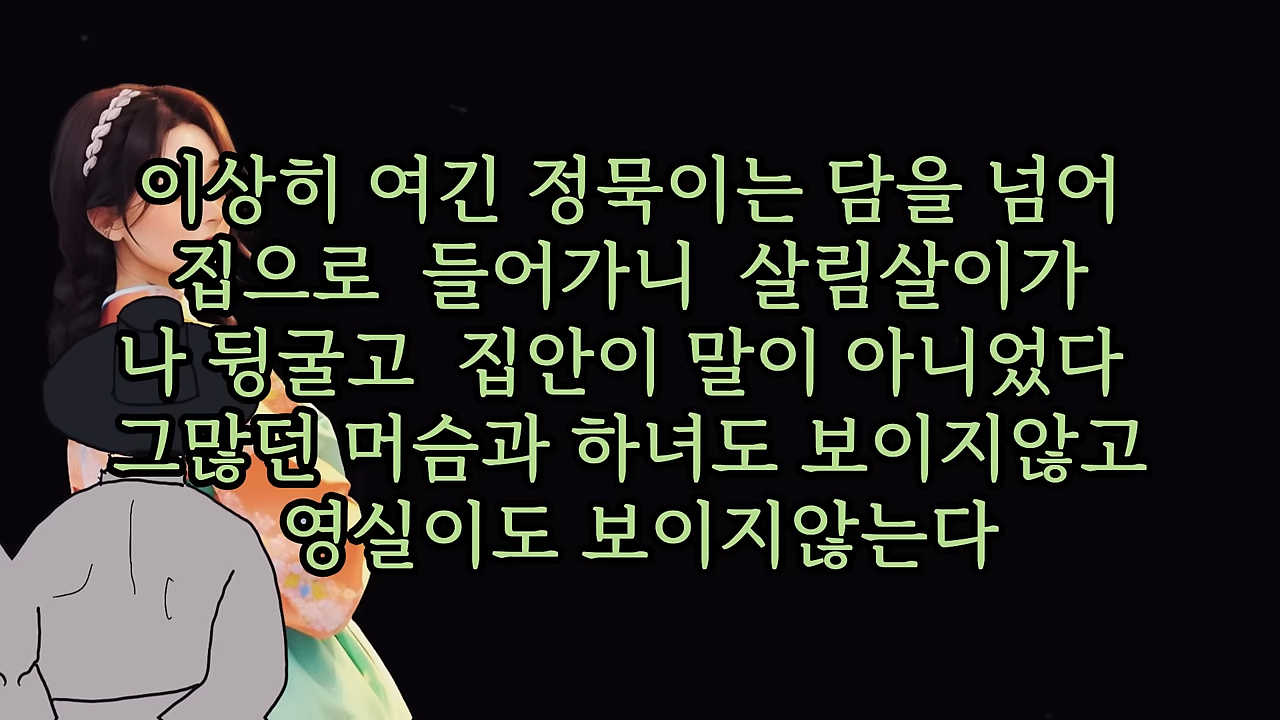 이상히 여긴 정묵이는 담을 넘어
집으로 들어가니 살림살이가
나 뒹굴고 집안이 말이 아니었다
그많던 머슴과 하녀도 보이지않고
영실이도 보이지않는다